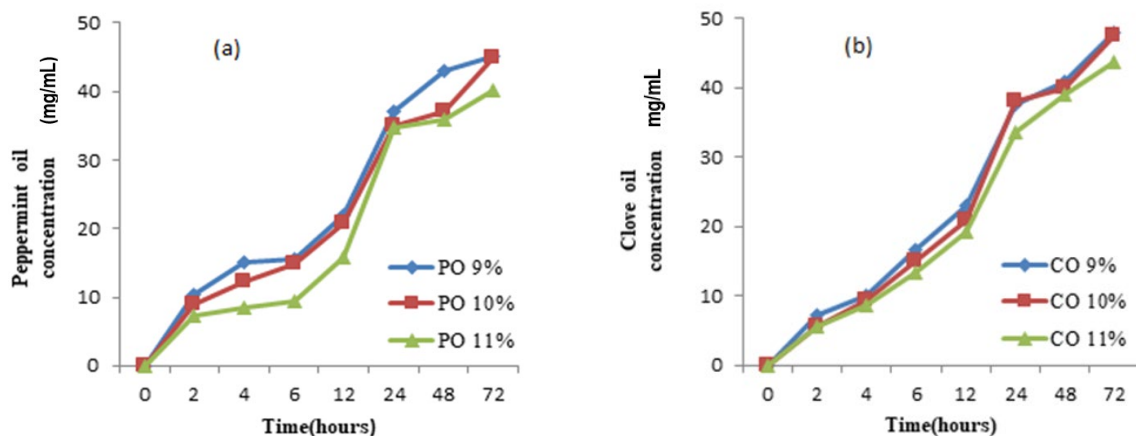 (a)
Peppermint oil
concentration
(mg/mL)
50
40
30
20
10
0
PO 9%
PO 10%
PO 11%
0 2 4 6 12 24 48 72
Time(hours)
(b)
Clove oil
concentration
mg/mL
50
40
30
20
10
0
CO 9%
CO 10%
CO 11%
0 2 4 6 12 24 48 72
Time(hours)